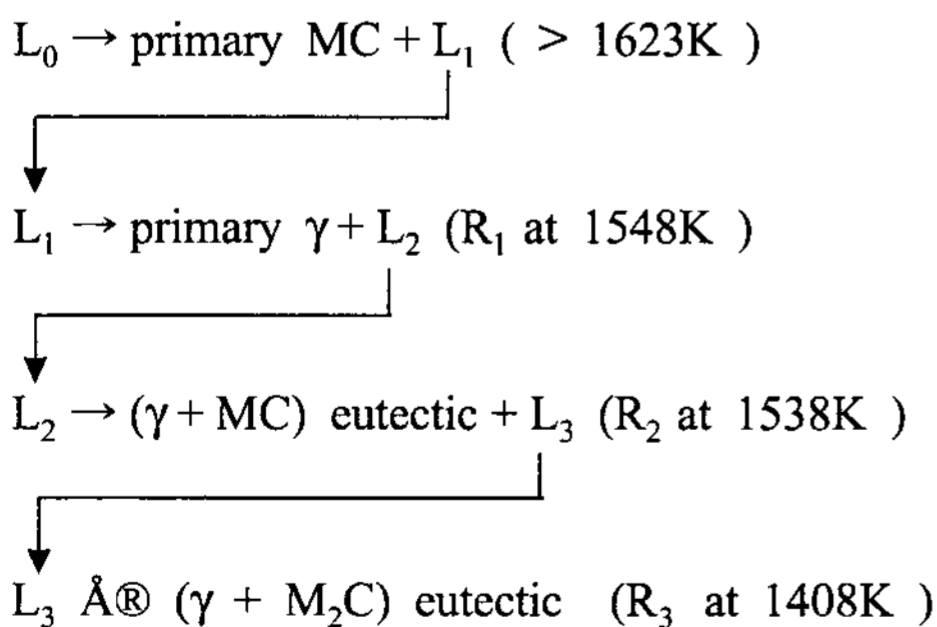 L₀ → primary MC + L₁ ( > 1623K )
L₁ → primary γ + L₂ (R₁ at 1548K )
L₂ → (γ + MC) eutectic + L₃ (R₂ at 1538K )
L₃ Å® (γ + M₂C) eutectic (R₃ at 1408K )